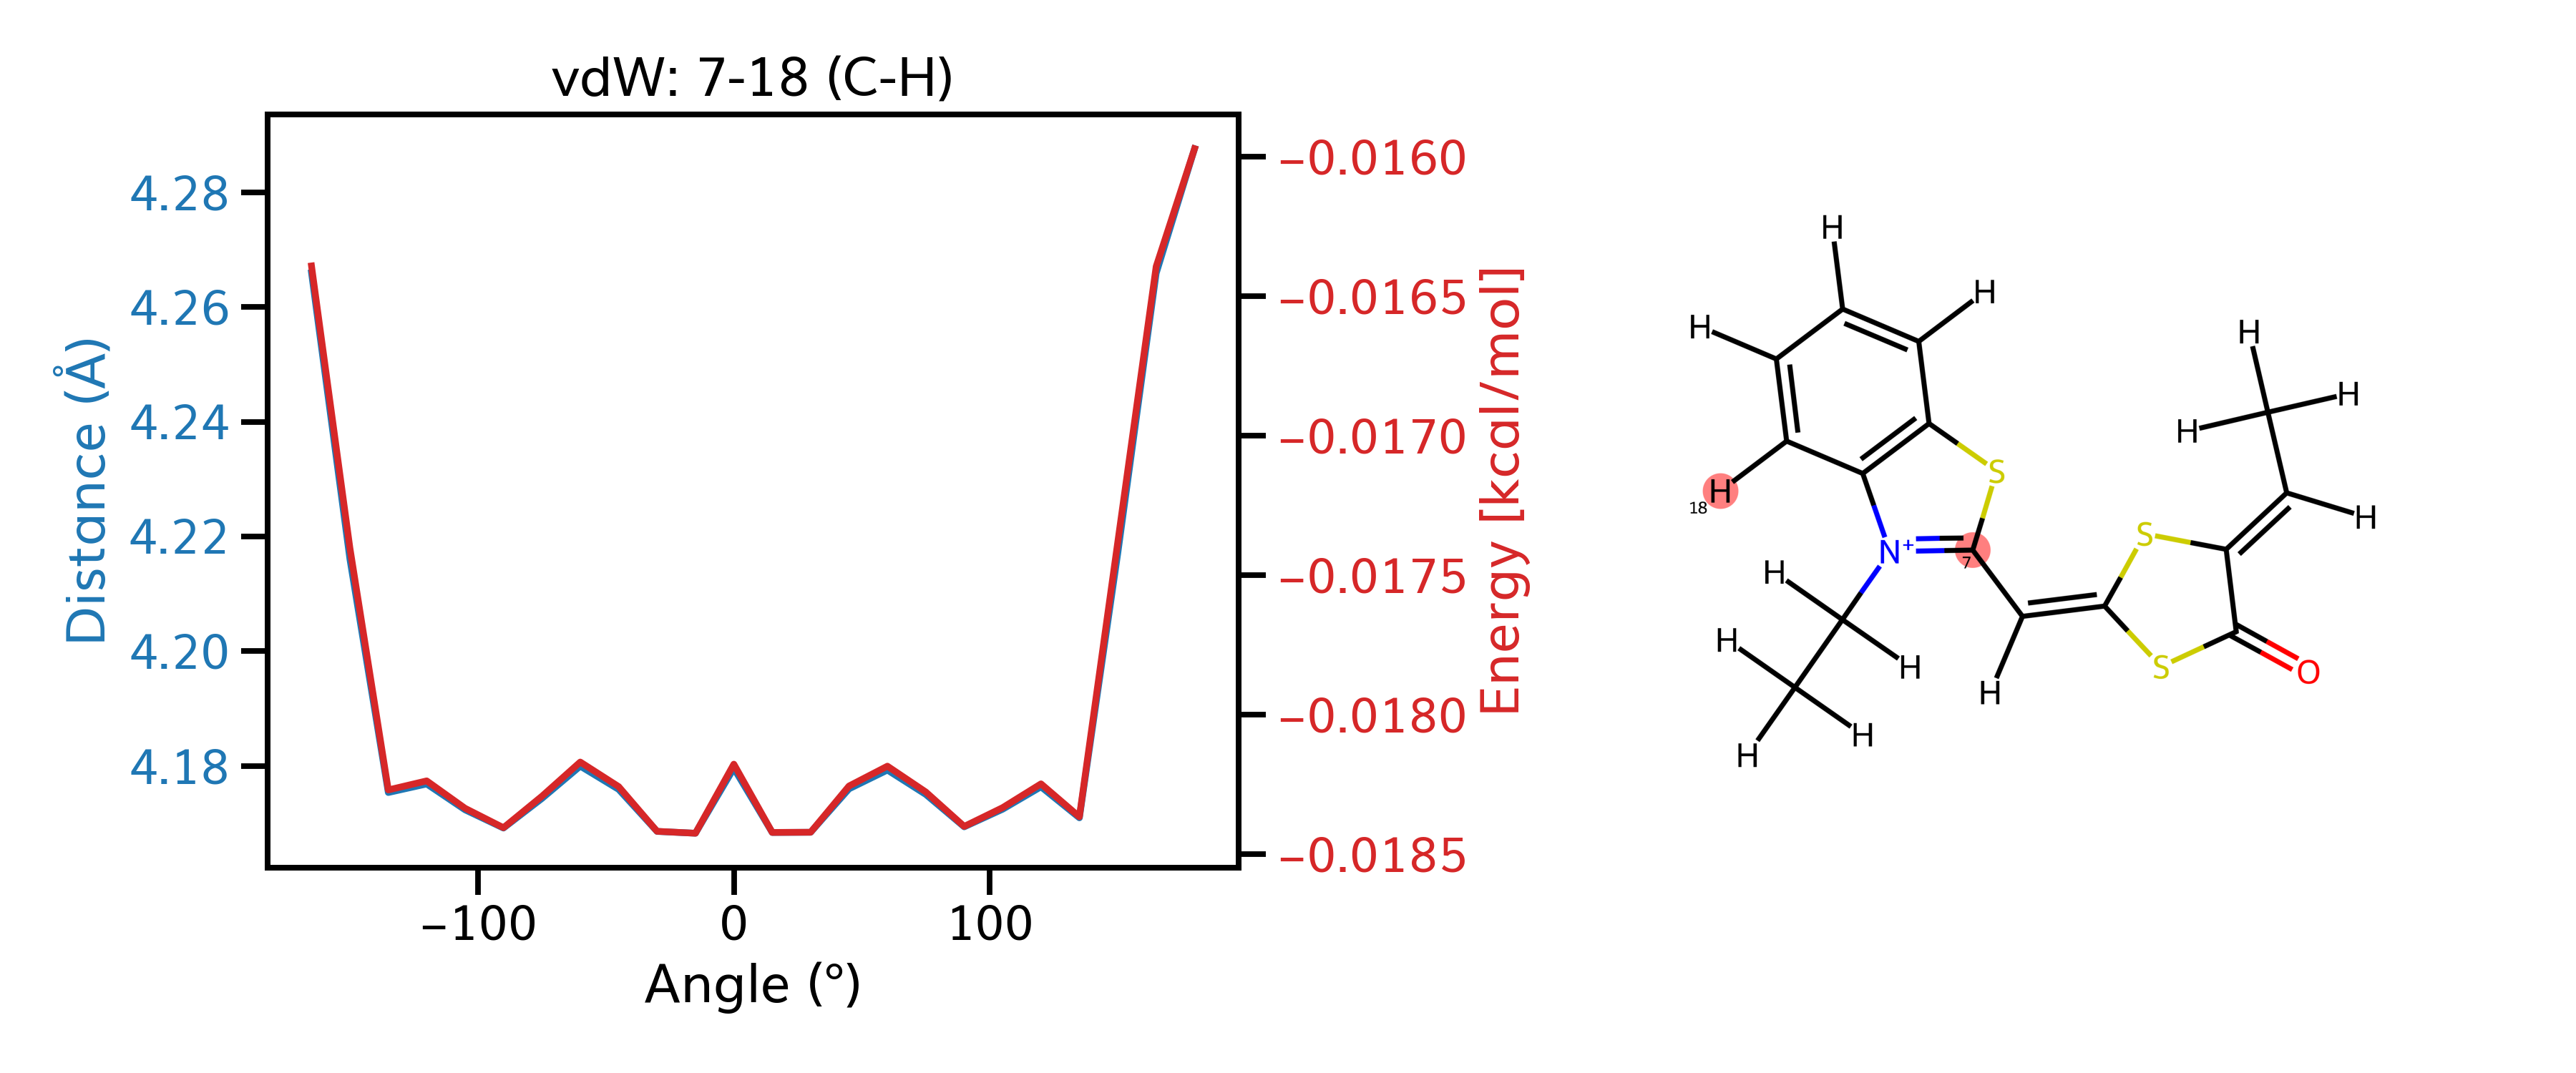 vdW: 7-18 (C-H)
Distance (Å)
4.28
4.26
4.24
4.22
4.20
4.18
−0.0160
−0.0165
−0.0170
−0.0175
−0.0180
−0.0185
Energy [kcal/mol]
−100 0 100
Angle (°)
H
H
H
H
H
H
H
S
H
18
H
S
N+
7
H
H
H
S
O
H
H
H